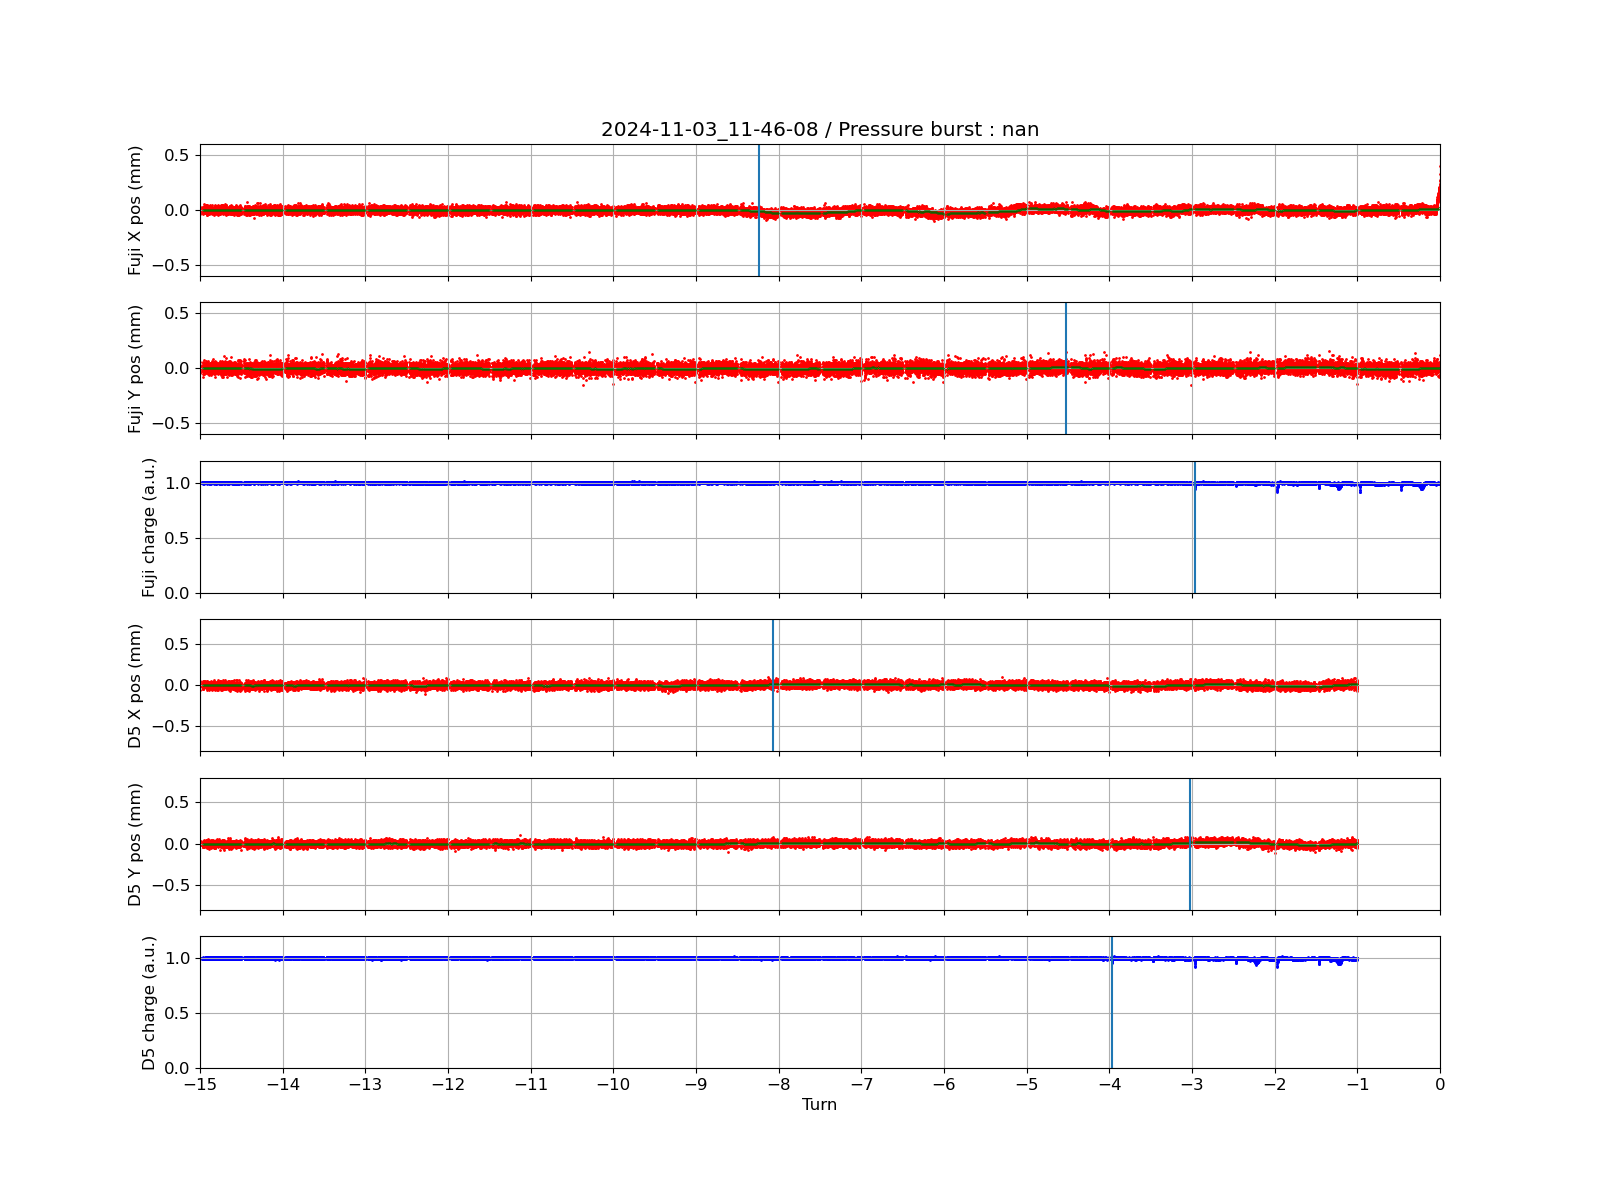 2024-11-03_11-46-08 / Pressure burst : nan
Fuji X pos (mm)
0.5
0.0
−0.5
Fuji Y pos (mm)
0.5
0.0
−0.5
Fuji charge (a.u.)
1.0
0.5
0.0
D5 X pos (mm)
0.5
0.0
−0.5
D5 Y pos (mm)
0.5
0.0
−0.5
D5 charge (a.u.)
1.0
0.5
0.0
−15 −14 −13 −12 −11 −10 −9 −8 −7 −6 −5 −4 −3 −2 −1 0
Turn